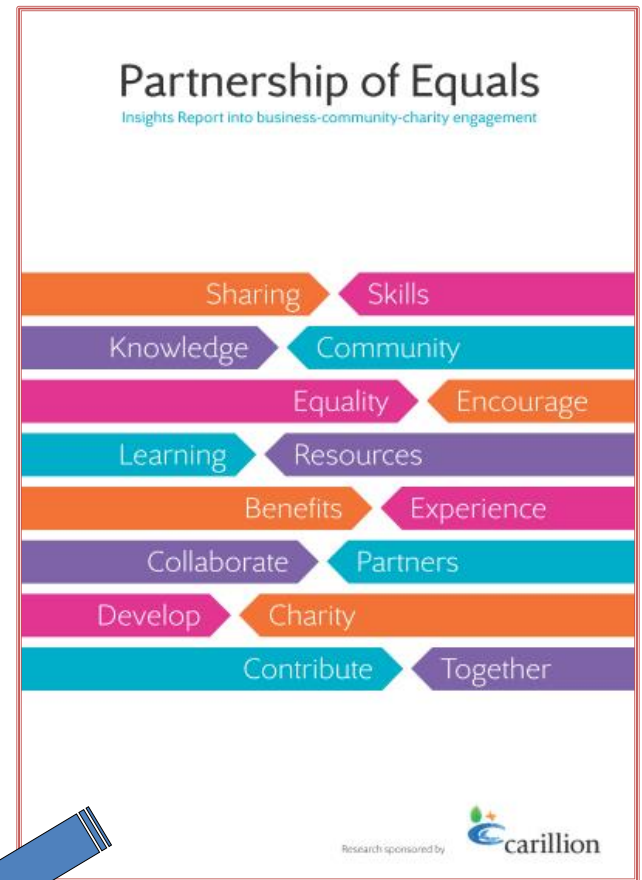 Partnership of Equals
Insights Report into business-community-charity engagement
Sharing Skills
Knowledge Community
Equality Encourage
Learning Resources
Benefits Experience
Collaborate Partners
Develop Charity
Contribute Together
Research sponsored by carillion